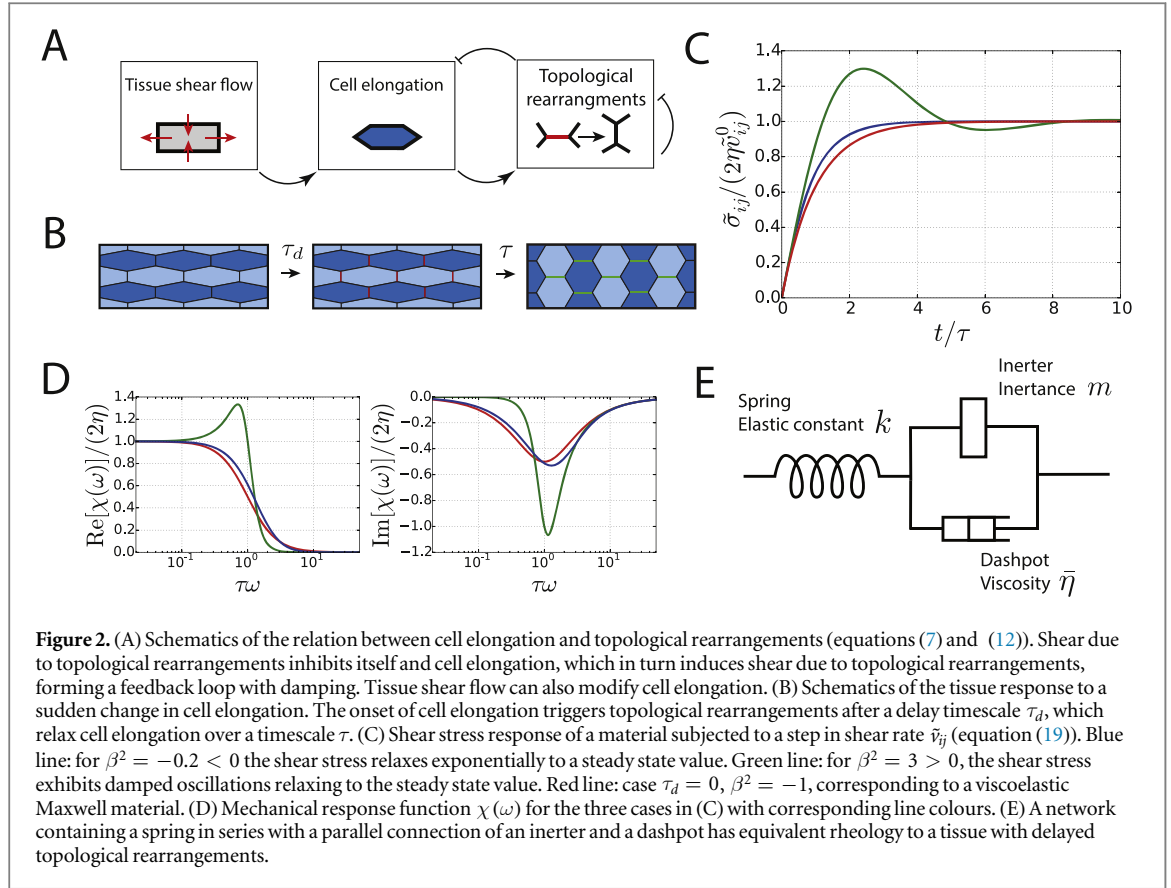 A
Tissue shear flow
Cell elongation
Topological
rearrangments
B
τ_d
τ
C
1.4
1.2
1.0
0.8
0.6
0.4
0.2
0.0
σ̃_ij/(2ηṽ⁰_ij)
0 2 4 6 8 10
t/τ
D
Re[χ(ω)]/(2η)
1.4
1.2
1.0
0.8
0.6
0.4
0.2
0.0
10⁻¹ 10⁰ 10¹
τω
Im[χ(ω)]/(2η)
0.0
−0.2
−0.4
−0.6
−0.8
−1.0
−1.2
10⁻¹ 10⁰ 10¹
τω
E
Spring
Elastic constant k
Inerter
Inertance m
Dashpot
Viscosity η̄
Figure 2. (A) Schematics of the relation between cell elongation and topological rearrangements (equations (7) and (12)). Shear due
to topological rearrangements inhibits itself and cell elongation, which in turn induces shear due to topological rearrangements,
forming a feedback loop with damping. Tissue shear flow can also modify cell elongation. (B) Schematics of the tissue response to a
sudden change in cell elongation. The onset of cell elongation triggers topological rearrangements after a delay timescale τ_d, which
relax cell elongation over a timescale τ. (C) Shear stress response of a material subjected to a step in shear rate ṽ_ij (equation (19)). Blue
line: for β² = −0.2 < 0 the shear stress relaxes exponentially to a steady state value. Green line: for β² = 3 > 0, the shear stress
exhibits damped oscillations relaxing to the steady state value. Red line: case τ_d = 0, β² = −1, corresponding to a viscoelastic
Maxwell material. (D) Mechanical response function χ(ω) for the three cases in (C) with corresponding line colours. (E) A network
containing a spring in series with a parallel connection of an inerter and a dashpot has equivalent rheology to a tissue with delayed
topological rearrangements.